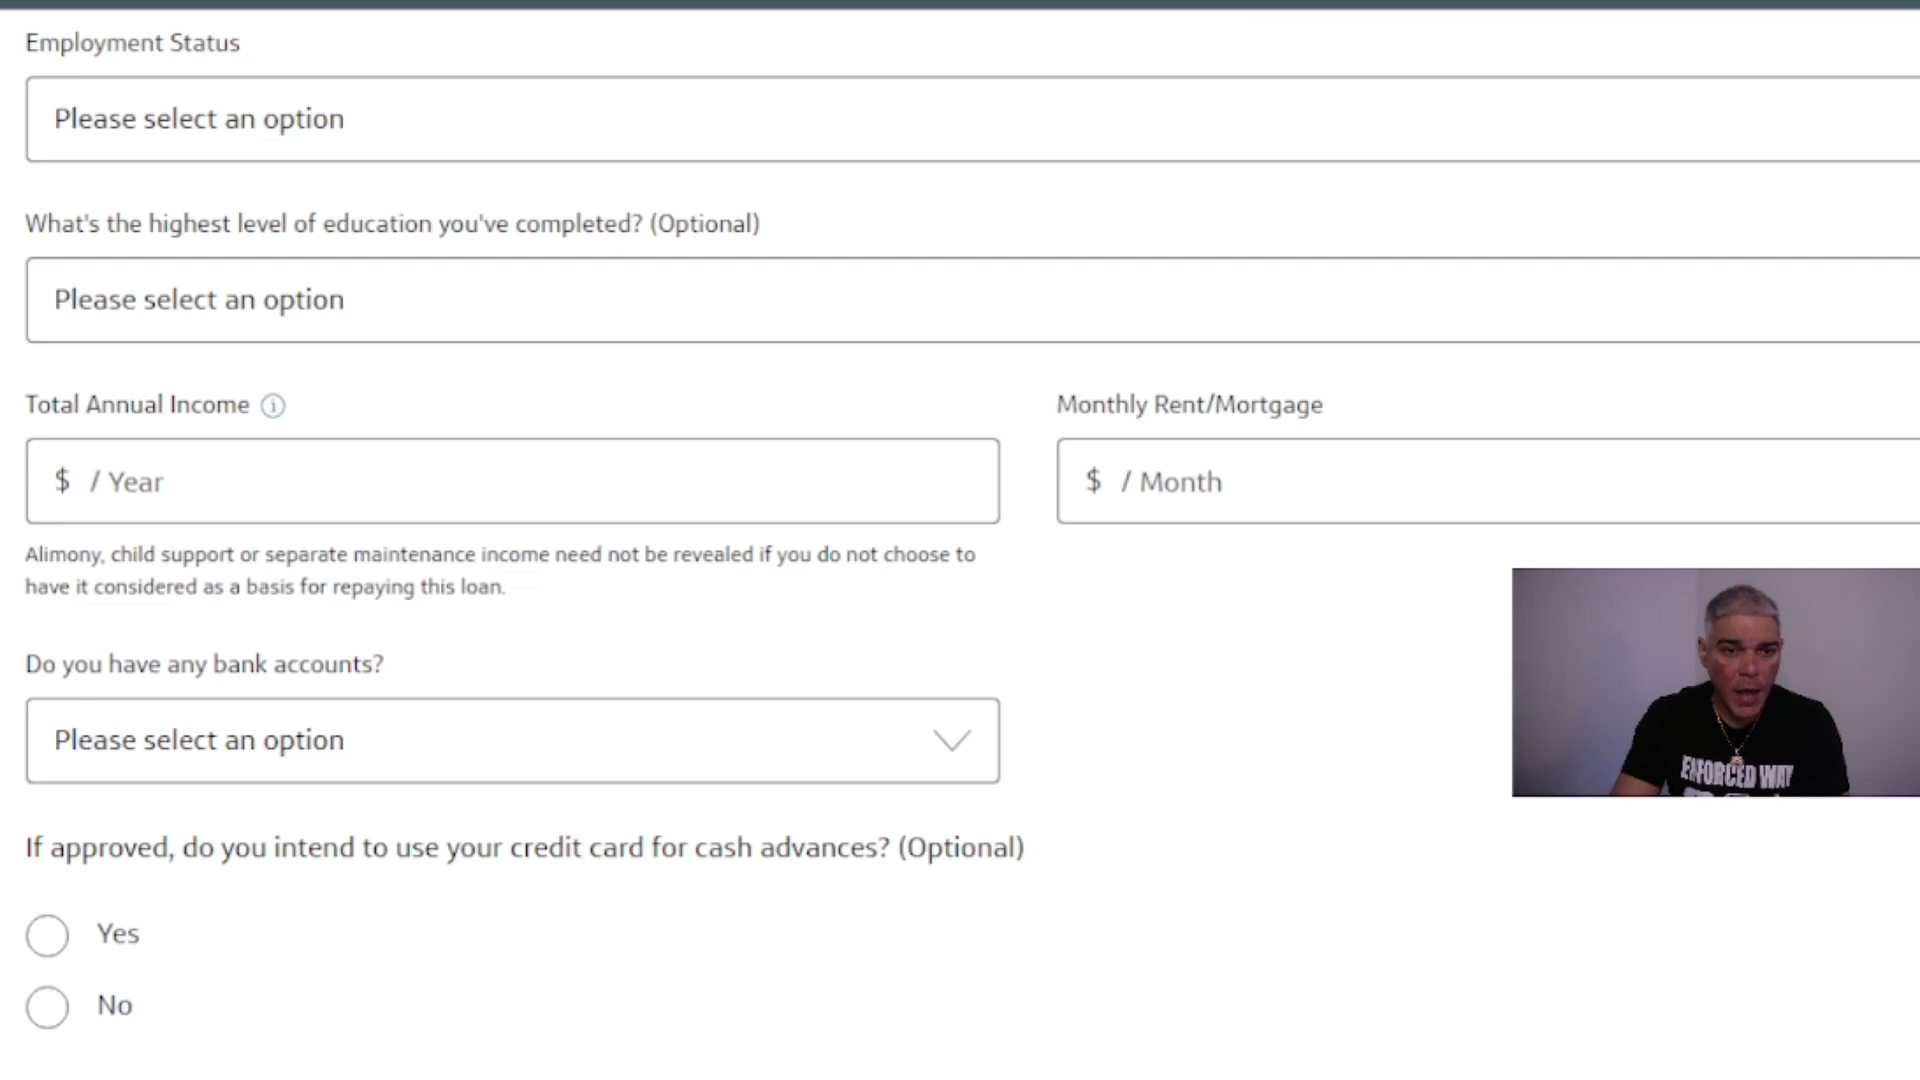 Employment Status
Please select an option
What's the highest level of education you've completed? (Optional)
Please select an option
Total Annual Income
Monthly Rent/Mortgage
$ / Year
$ / Month
Alimony, child support or separate maintenance income need not be revealed if you do not choose to
have it considered as a basis for repaying this loan.
Do you have any bank accounts?
Please select an option
ENFORCED WAY
If approved, do you intend to use your credit card for cash advances? (Optional)
Yes
No